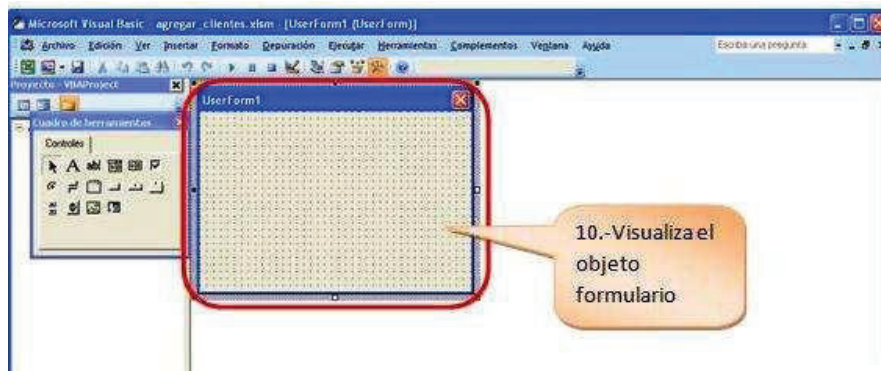 Microsoft Visual Basic - agregar_clientes.xlsm - [UserForm1 (UserForm)]
Archivo Edición Ver Insertar Formato Depuración Ejecutar Herramientas Complementos Ventana Ayuda Escriba una pregunta
Proyecto - VBAProject
UserForm1
Cuadro de herramientas
Controles
A abl
10.-Visualiza el
objeto
formulario